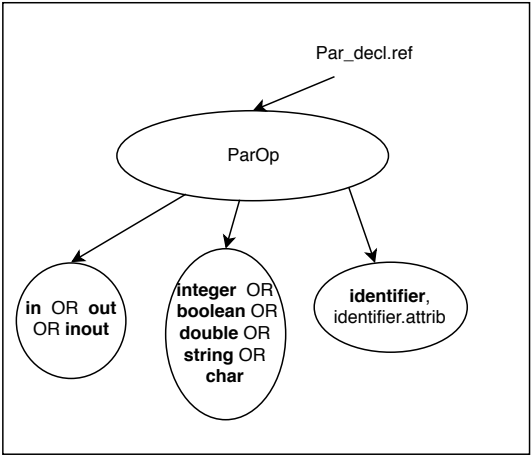 Par_decl.ref
ParOp
in OR out
OR inout
integer OR
boolean OR
double OR
string OR
char
identifier,
identifier.attrib